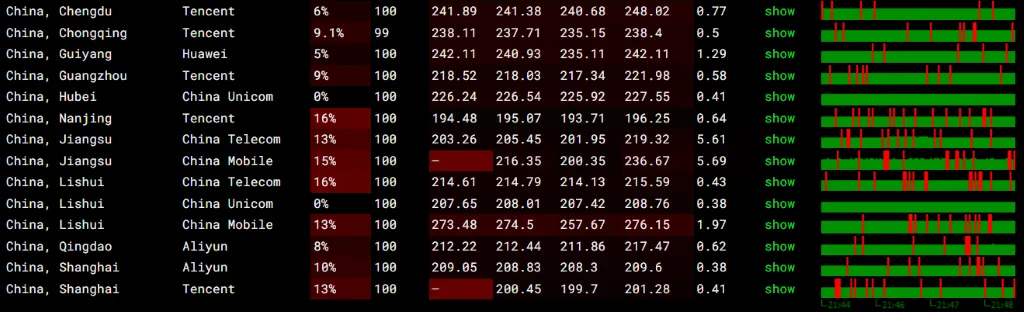 China, Chengdu Tencent 6% 100 241.89 241.38 240.68 248.02 0.77 show
China, Chongqing Tencent 9.1% 99 238.11 237.71 235.15 238.4 0.5 show
China, Guiyang Huawei 5% 100 242.11 240.93 235.11 242.11 1.29 show
China, Guangzhou Tencent 9% 100 218.52 218.03 217.34 221.98 0.58 show
China, Hubei China Unicom 0% 100 226.24 226.54 225.92 227.55 0.41 show
China, Nanjing Tencent 16% 100 194.48 195.07 193.71 196.25 0.64 show
China, Jiangsu China Telecom 13% 100 203.26 205.45 201.95 219.32 5.61 show
China, Jiangsu China Mobile 15% 100 – 216.35 200.35 236.67 5.69 show
China, Lishui China Telecom 16% 100 214.61 214.79 214.13 215.59 0.43 show
China, Lishui China Unicom 0% 100 207.65 208.01 207.42 208.76 0.38 show
China, Lishui China Mobile 13% 100 273.48 274.5 257.67 276.15 1.97 show
China, Qingdao Aliyun 8% 100 212.22 212.44 211.86 217.47 0.62 show
China, Shanghai Aliyun 10% 100 209.05 208.83 208.3 209.6 0.38 show
China, Shanghai Tencent 13% 100 – 200.45 199.7 201.28 0.41 show
21:44 21:46 21:47 21:48